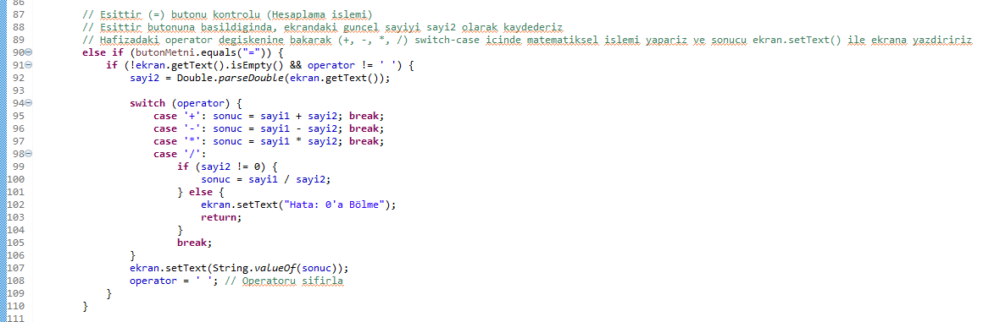 86
87 // Esittir (=) butonu kontrolu (Hesaplama islemi)
88 // Esittir butonuna basildiginda, ekrandaki guncel sayiyi sayi2 olarak kaydederiz
89 // Hafizadaki operator degiskenine bakarak (+, -, *, /) switch-case icinde matematiksel islemi yapariz ve sonucu ekran.setText() ile ekrana yazdiririz
90 else if (butonMetni.equals("=")) {
91 if (!ekran.getText().isEmpty() && operator != ' ') {
92 sayi2 = Double.parseDouble(ekran.getText());
93
94 switch (operator) {
95 case '+': sonuc = sayi1 + sayi2; break;
96 case '-': sonuc = sayi1 - sayi2; break;
97 case '*': sonuc = sayi1 * sayi2; break;
98 case '/':
99 if (sayi2 != 0) {
100 sonuc = sayi1 / sayi2;
101 } else {
102 ekran.setText("Hata: 0'a Bölme");
103 return;
104 }
105 break;
106 }
107 ekran.setText(String.valueOf(sonuc));
108 operator = ' '; // Operatoru sifirla
109 }
110 }
111